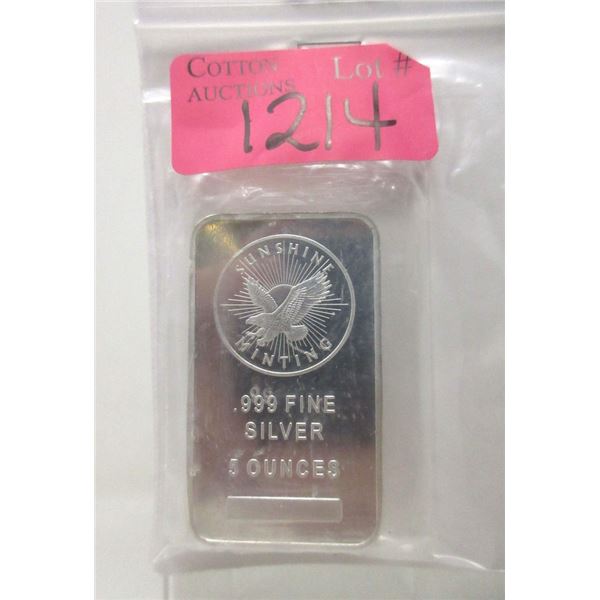 COTTON
AUCTIONS
Lot #
1214
SUNSHINE
MINTING
.999 FINE
SILVER
5 OUNCES